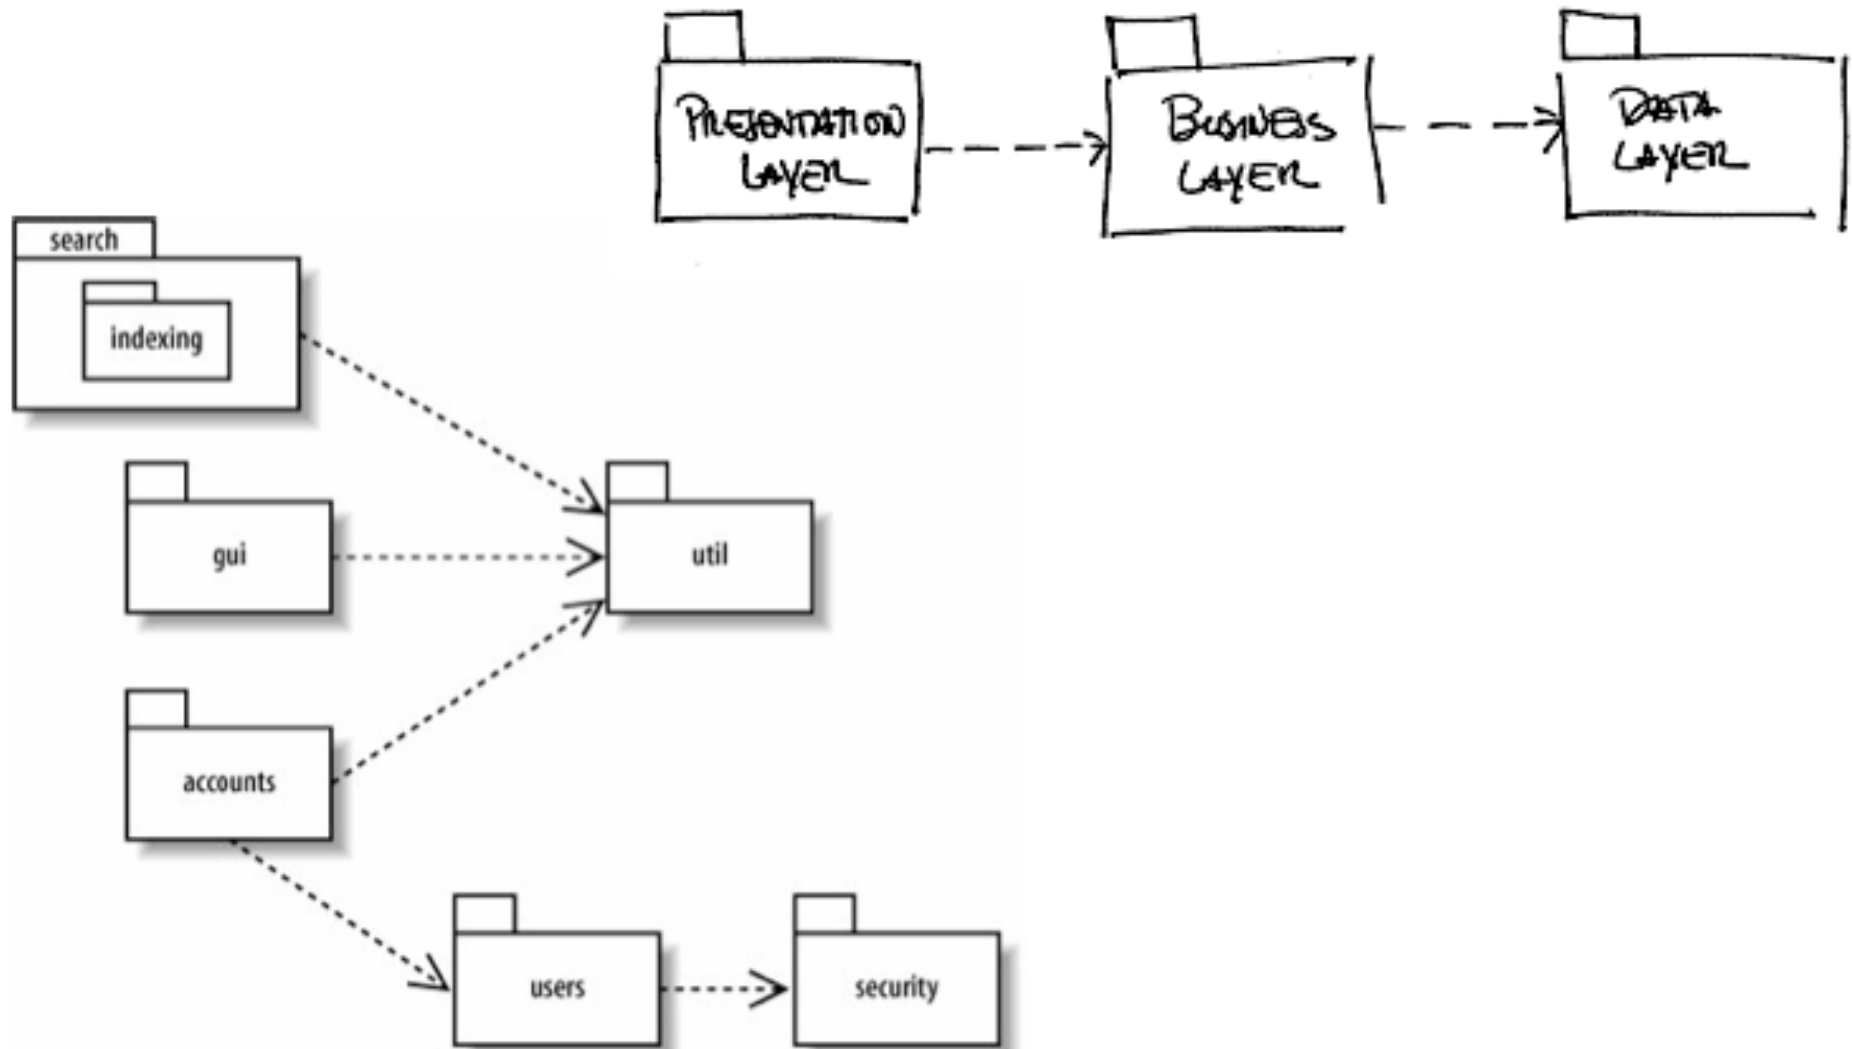 PRESENTATION
LAYER
BUSINESS
LAYER
DATA
LAYER
search
indexing
gui
util
accounts
users
security